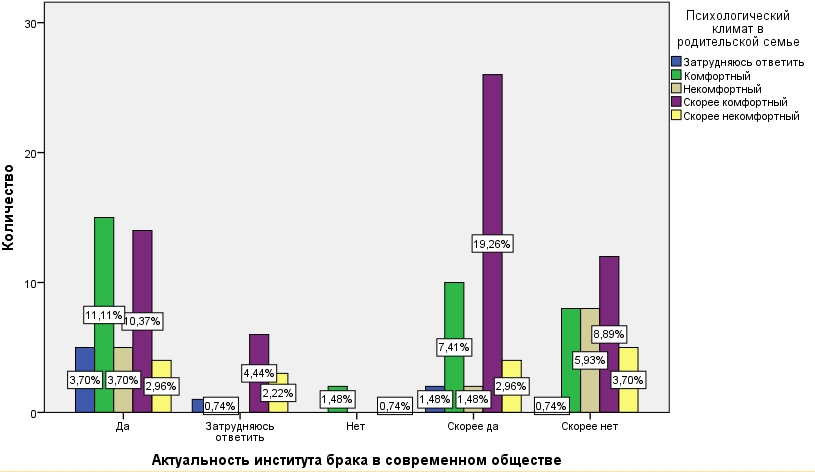 Психологический
климат в
родительской семье
Затрудняюсь ответить
Комфортный
Некомфортный
Скорее комфортный
Скорее некомфортный
Количество
30
20
10
0
3,70%
11,11%
3,70%
10,37%
2,96%
0,74%
4,44%
2,22%
1,48%
0,74%
1,48%
7,41%
1,48%
19,26%
2,96%
0,74%
5,93%
8,89%
3,70%
Да
Затрудняюсь
ответить
Нет
Скорее да
Скорее нет
Актуальность института брака в современном обществе